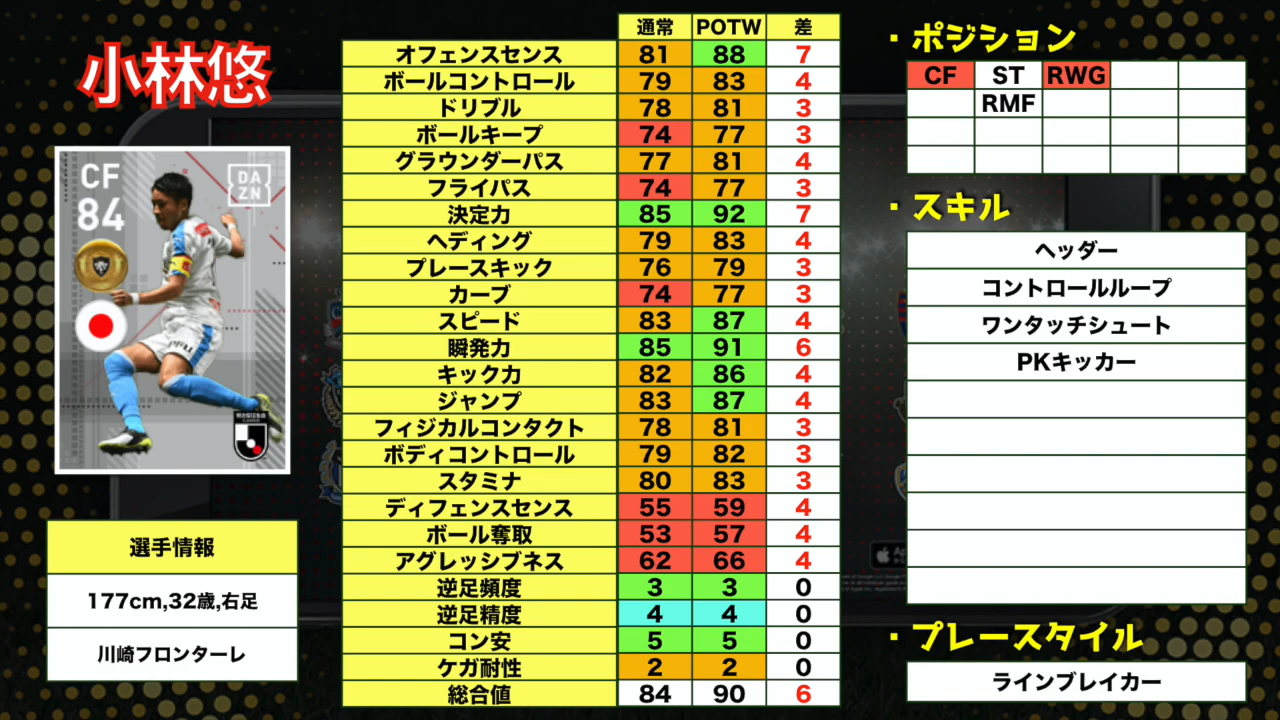 小林悠
CF
84
DA
ZN
選手情報
177cm,32歳,右足
川崎フロンターレ
通常 POTW 差
オフェンスセンス 81 88 7
ボールコントロール 79 83 4
ドリブル 78 81 3
ボールキープ 74 77 3
グラウンダーパス 77 81 4
フライパス 74 77 3
決定力 85 92 7
ヘディング 79 83 4
プレースキック 76 79 3
カーブ 74 77 3
スピード 83 87 4
瞬発力 85 91 6
キック力 82 86 4
ジャンプ 83 87 4
フィジカルコンタクト 78 81 3
ボディコントロール 79 82 3
スタミナ 80 83 3
ディフェンスセンス 55 59 4
ボール奪取 53 57 4
アグレッシブネス 62 66 4
逆足頻度 3 3 0
逆足精度 4 4 0
コン安 5 5 0
ケガ耐性 2 2 0
総合値 84 90 6
・ポジション
CF ST RWG
RMF
・スキル
ヘッダー
コントロールループ
ワンタッチシュート
PKキッカー
・プレースタイル
ラインブレイカー